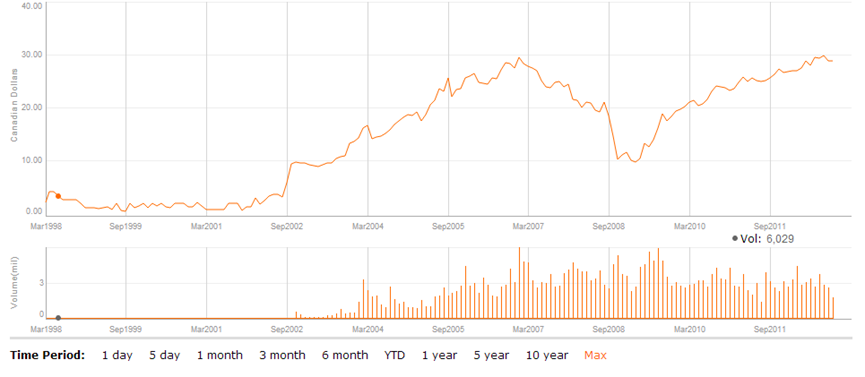 40.00
30.00
20.00
10.00
0.00
Canadian Dollars
Mar1998 Sep1999 Mar2001 Sep2002 Mar2004 Sep2005 Mar2007 Sep2008 Mar2010 Sep2011
Vol: 6,029
3
0
Volume(mil)
Mar1998 Sep1999 Mar2001 Sep2002 Mar2004 Sep2005 Mar2007 Sep2008 Mar2010 Sep2011
Time Period: 1 day 5 day 1 month 3 month 6 month YTD 1 year 5 year 10 year Max